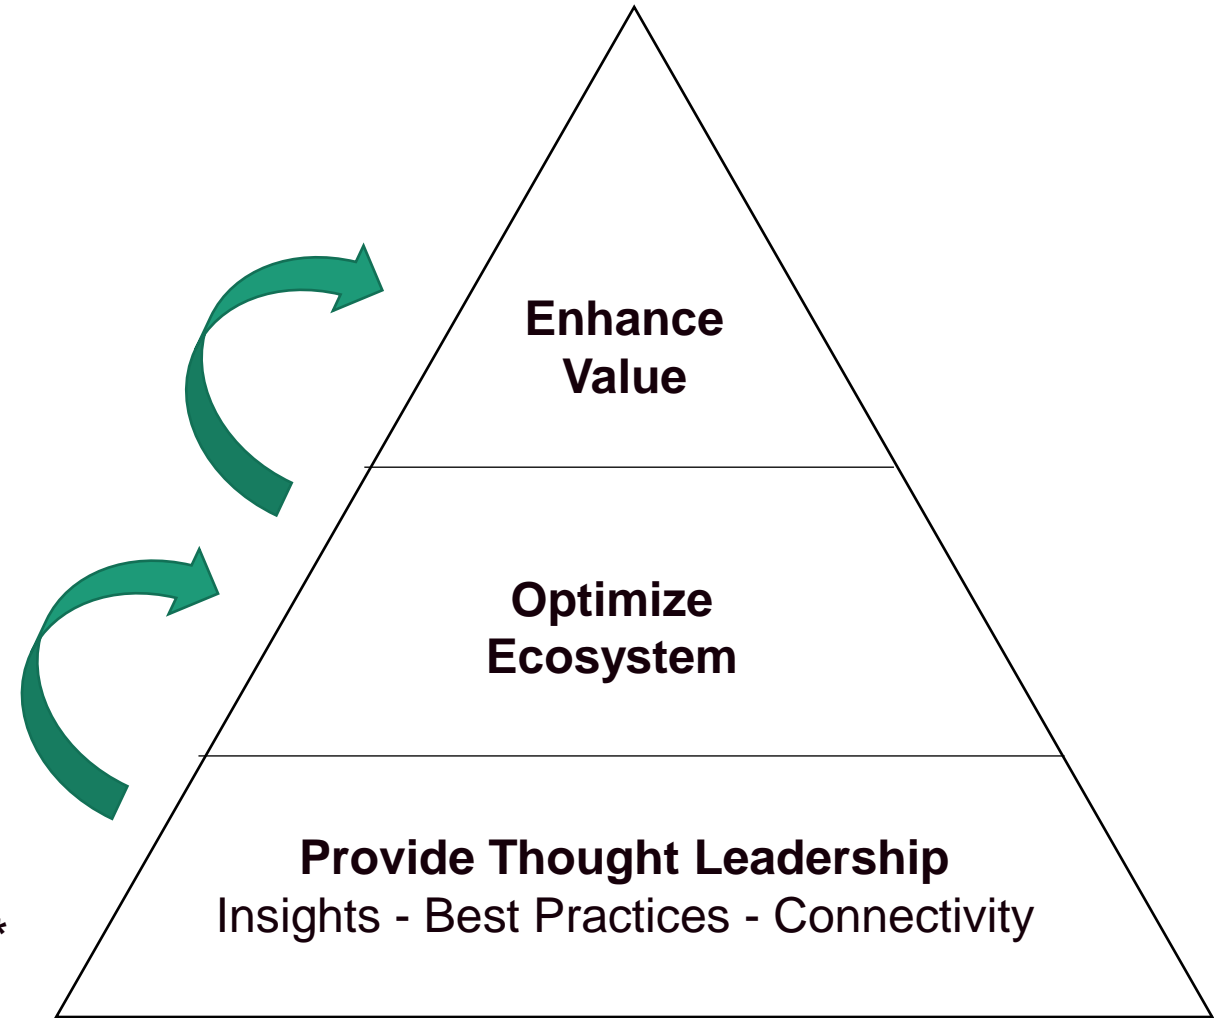 Enhance
Value
Optimize
Ecosystem
Provide Thought Leadership
Insights - Best Practices - Connectivity
*